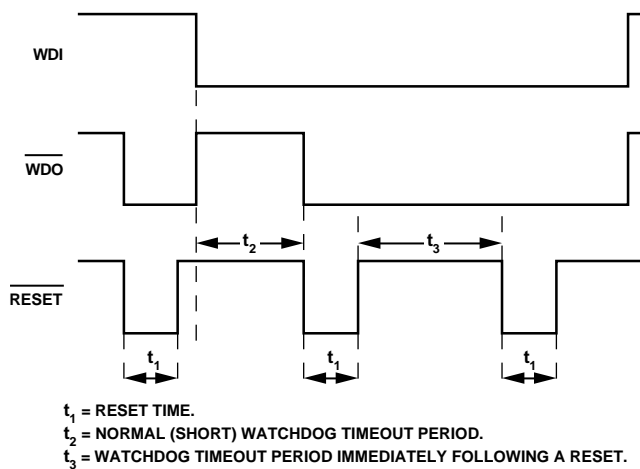 WDI
WDO
t2
t3
RESET
t1
t1
t1
t1 = RESET TIME.
t2 = NORMAL (SHORT) WATCHDOG TIMEOUT PERIOD.
t3 = WATCHDOG TIMEOUT PERIOD IMMEDIATELY FOLLOWING A RESET.